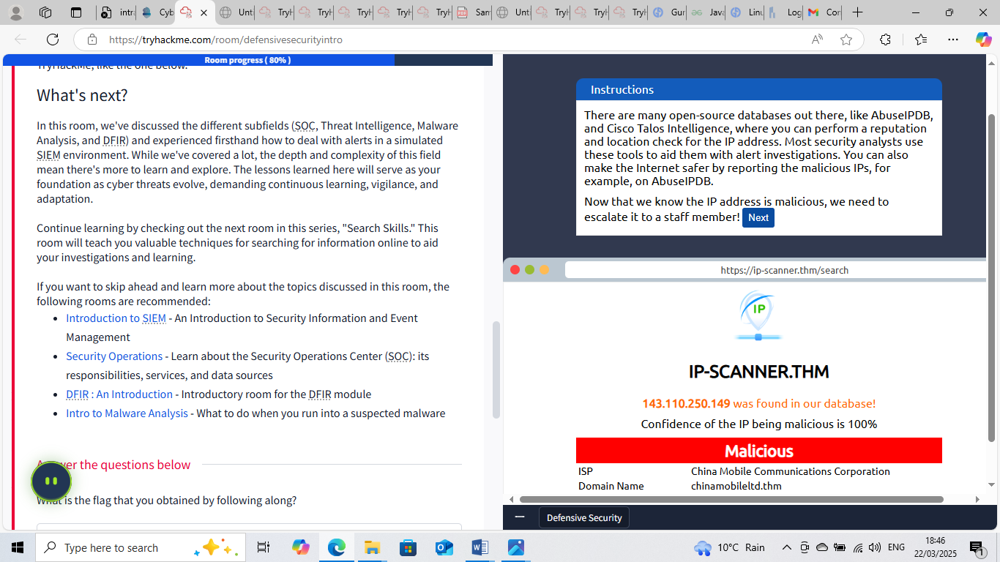 intr
Cyb
Unti
TryH
TryH
TryH
TryH
TryH
Sam
Unti
TryH
TryH
TryH
Gur
Java
Linu
Log
Cor
https://tryhackme.com/room/defensivesecurityintro
Room progress ( 80% )
TryHackMe, like the one below.
What's next?
In this room, we've discussed the different subfields (SOC, Threat Intelligence, Malware
Analysis, and DFIR) and experienced firsthand how to deal with alerts in a simulated
SIEM environment. While we've covered a lot, the depth and complexity of this field
mean there's more to learn and explore. The lessons learned here will serve as your
foundation as cyber threats evolve, demanding continuous learning, vigilance, and
adaptation.
Continue learning by checking out the next room in this series, "Search Skills." This
room will teach you valuable techniques for searching for information online to aid
your investigations and learning.
If you want to skip ahead and learn more about the topics discussed in this room, the
following rooms are recommended:
• Introduction to SIEM - An Introduction to Security Information and Event
Management
• Security Operations - Learn about the Security Operations Center (SOC): its
responsibilities, services, and data sources
• DFIR : An Introduction - Introductory room for the DFIR module
• Intro to Malware Analysis - What to do when you run into a suspected malware
Answer the questions below
What is the flag that you obtained by following along?
Instructions
There are many open-source databases out there, like AbuseIPDB,
and Cisco Talos Intelligence, where you can perform a reputation
and location check for the IP address. Most security analysts use
these tools to aid them with alert investigations. You can also
make the Internet safer by reporting the malicious IPs, for
example, on AbuseIPDB.
Now that we know the IP address is malicious, we need to
escalate it to a staff member! Next
https://ip-scanner.thm/search
IP
IP-SCANNER.THM
143.110.250.149 was found in our database!
Confidence of the IP being malicious is 100%
Malicious
ISP China Mobile Communications Corporation
Domain Name chinamobileltd.thm
Defensive Security
Type here to search
10°C Rain
ENG
18:46
22/03/2025
1